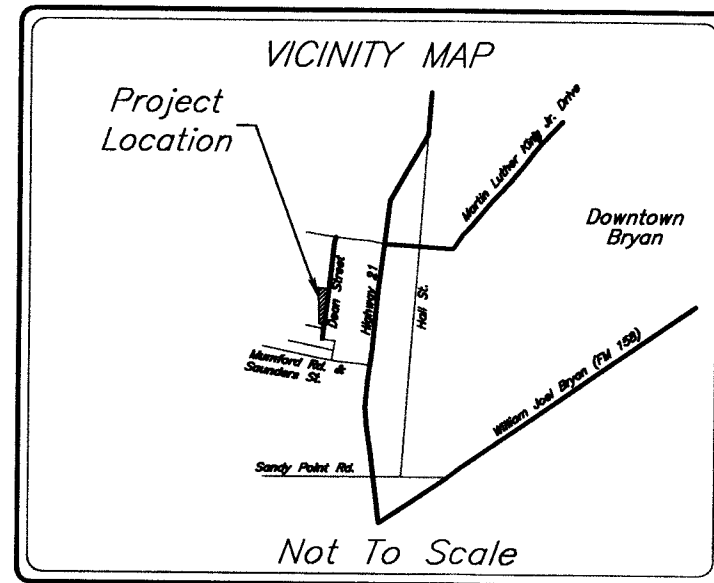 VICINITY MAP
Project
Location
Martin Luther King Jr. Drive
Downtown
Bryan
Dean Street
Highway 21
Hall St.
Mumford Rd. &
Saunders St.
William Joel Bryan (FM 158)
Sandy Point Rd.
Not To Scale